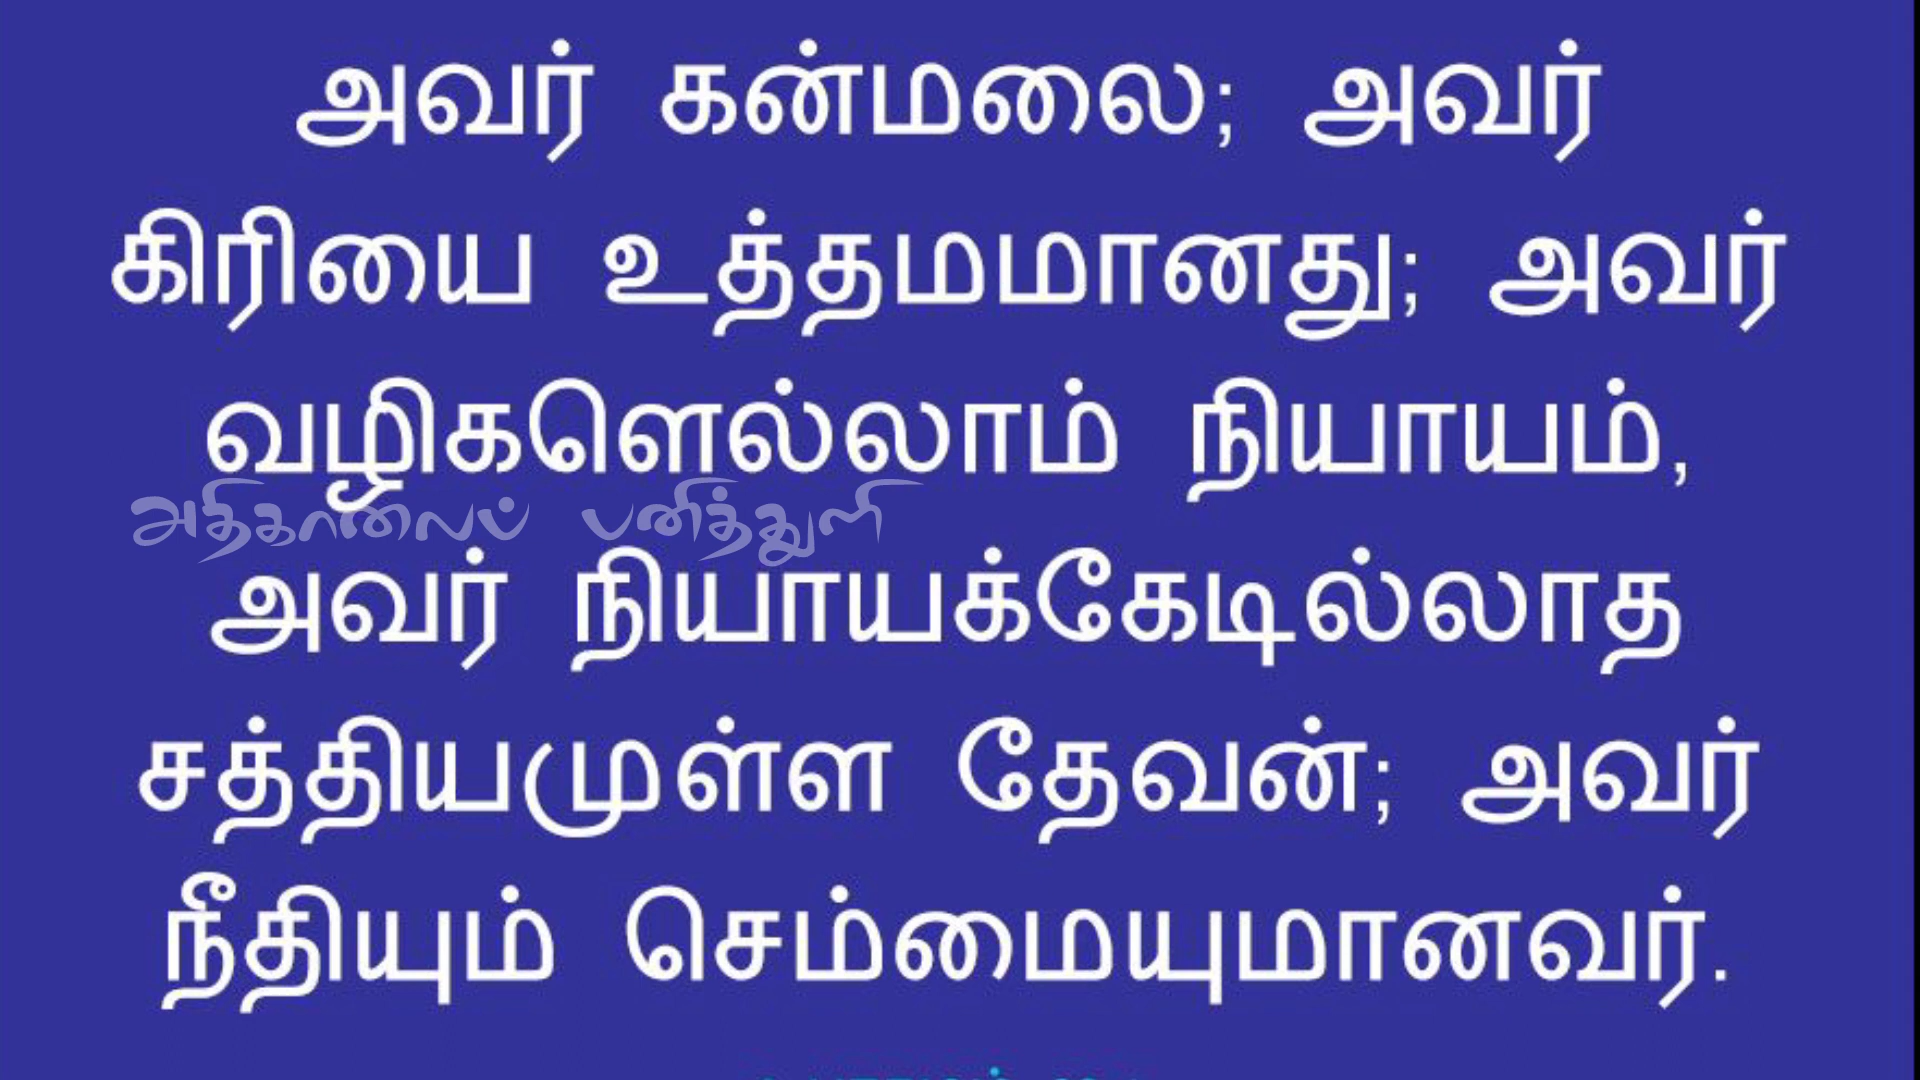 அவர் கன்மலை; அவர்
கிரியை உத்தமமானது; அவர்
வழிகளெல்லாம் நியாயம்,
அதிகாலைப் பனித்துளி
அவர் நியாயக்கேடில்லாத
சத்தியமுள்ள தேவன்; அவர்
நீதியும் செம்மையுமானவர்.